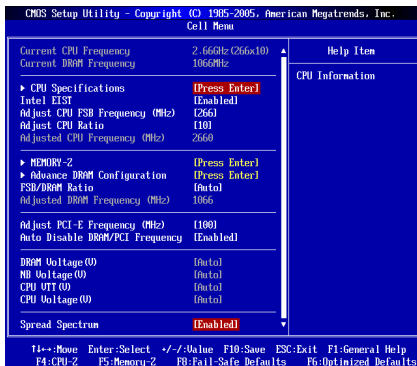 CMOS Setup Utility - Copyright (C) 1985-2005, American Megatrends, Inc.
Cell Menu
Current CPU Frequency 2.66GHz(266x10)
Current DRAM Frequency 1066MHz
CPU Specifications [Press Enter]
Intel EIST [Enabled]
Adjust CPU FSB Frequency (MHz) [266]
Adjust CPU Ratio [10]
Adjusted CPU Frequency (MHz) 2660
MEMORY-Z [Press Enter]
Advance DRAM Configuration [Press Enter]
FSB/DRAM Ratio [Auto]
Adjusted DRAM Frequency (MHz) 1066
Adjust PCI-E Frequency (MHz) [100]
Auto Disable DRAM/PCI Frequency [Enabled]
DRAM Voltage(V) [Auto]
NB Voltage(V) [Auto]
CPU VTT(V) [Auto]
CPU Voltage(V) [Auto]
Spread Spectrum [Enabled]
Help Item
CPU Information
↑↓←→:Move Enter:Select +/-/:Value F10:Save ESC:Exit F1:General Help
F4:CPU-Z F5:Memory-Z F8:Fail-Safe Defaults F6:Optimized Defaults